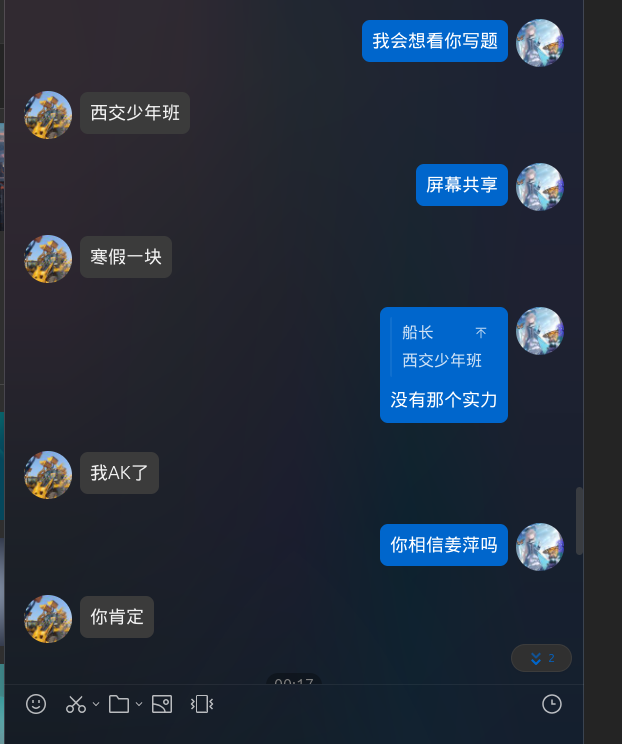 我会想看你写题
西交少年班
屏幕共享
寒假一块
船长
西交少年班
没有那个实力
我AK了
你相信姜萍吗
你肯定
2
00:17